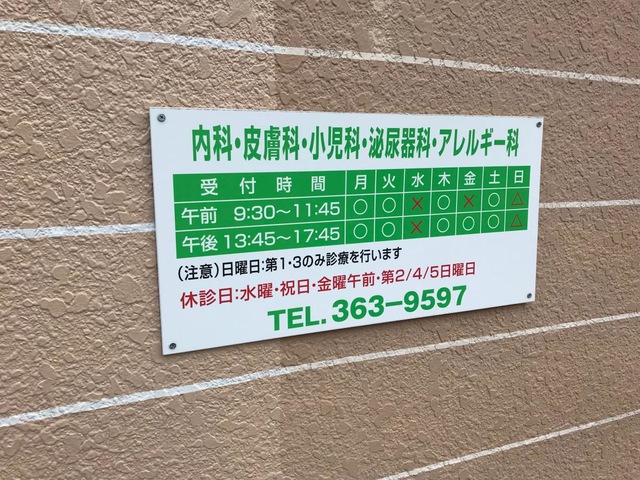 内科・皮膚科・小児科・泌尿器科・アレルギー科
受付時間 月 火 水 木 金 土 日
午前 9:30～11:45 ○ ○ × ○ × ○ △
午後 13:45～17:45 ○ ○ × ○ ○ ○ △
(注意)日曜日:第1・3のみ診療を行います
休診日:水曜・祝日・金曜午前・第2/4/5日曜日
TEL.363-9597